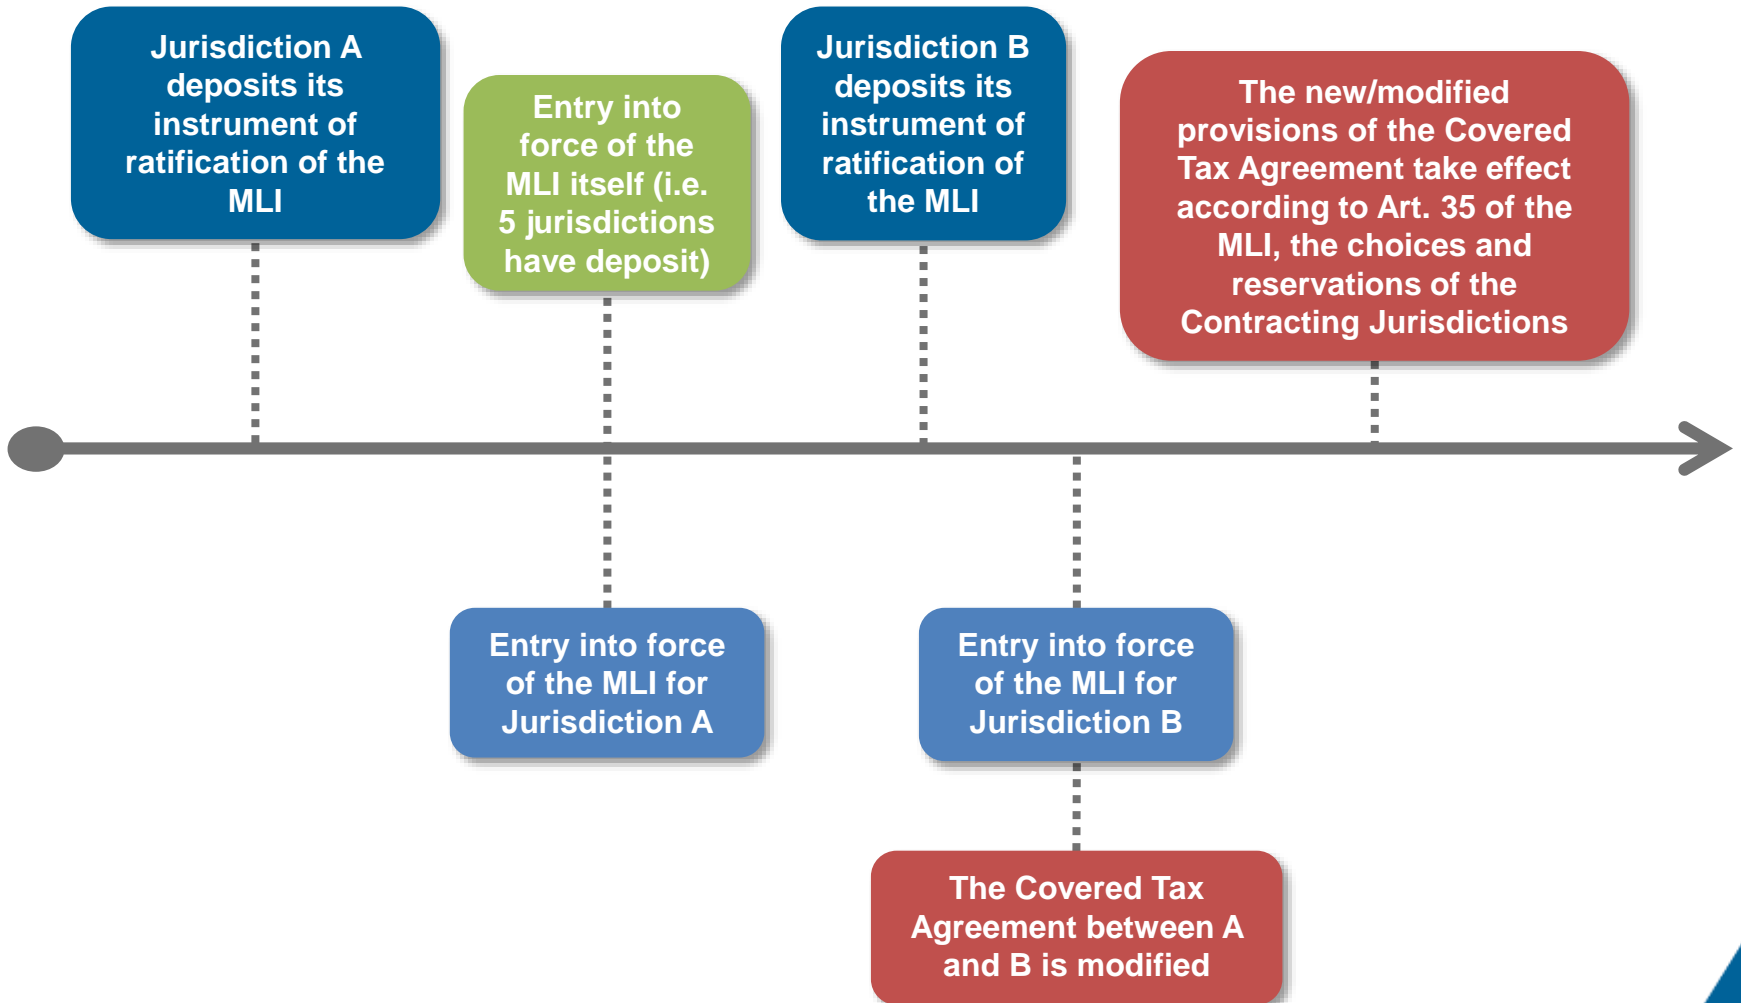 Jurisdiction A
deposits its
instrument of
ratification of the
MLI
Entry into
force of the
MLI itself (i.e.
5 jurisdictions
have deposit)
Jurisdiction B
deposits its
instrument of
ratification of
the MLI
The new/modified
provisions of the Covered
Tax Agreement take effect
according to Art. 35 of the
MLI, the choices and
reservations of the
Contracting Jurisdictions
Entry into force
of the MLI for
Jurisdiction A
Entry into force
of the MLI for
Jurisdiction B
The Covered Tax
Agreement between A
and B is modified